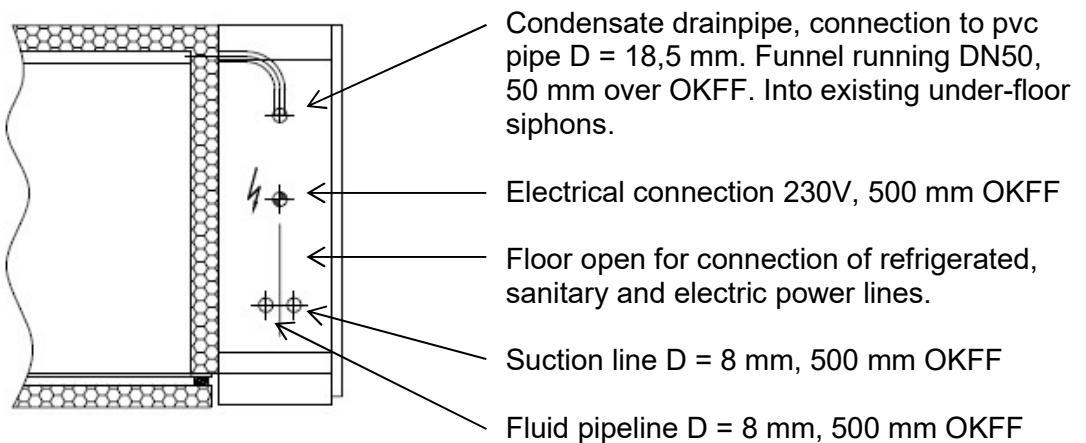 Condensate drainpipe, connection to pvc
pipe D = 18,5 mm. Funnel running DN50,
50 mm over OKFF. Into existing under-floor
siphons.
Electrical connection 230V, 500 mm OKFF
Floor open for connection of refrigerated,
sanitary and electric power lines.
Suction line D = 8 mm, 500 mm OKFF
Fluid pipeline D = 8 mm, 500 mm OKFF